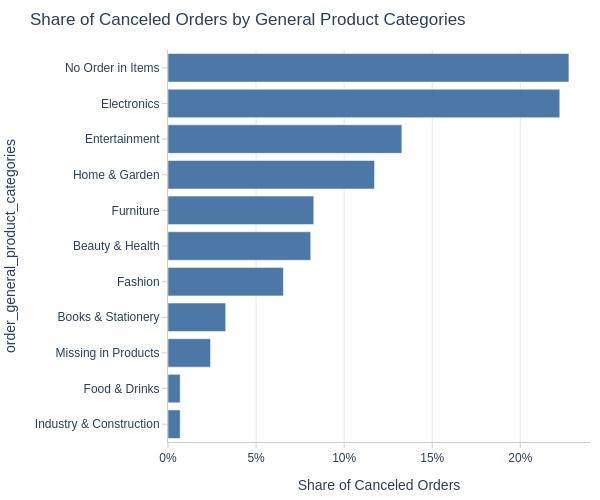 Share of Canceled Orders by General Product Categories
order_general_product_categories
No Order in Items
Electronics
Entertainment
Home & Garden
Furniture
Beauty & Health
Fashion
Books & Stationery
Missing in Products
Food & Drinks
Industry & Construction
0% 5% 10% 15% 20%
Share of Canceled Orders